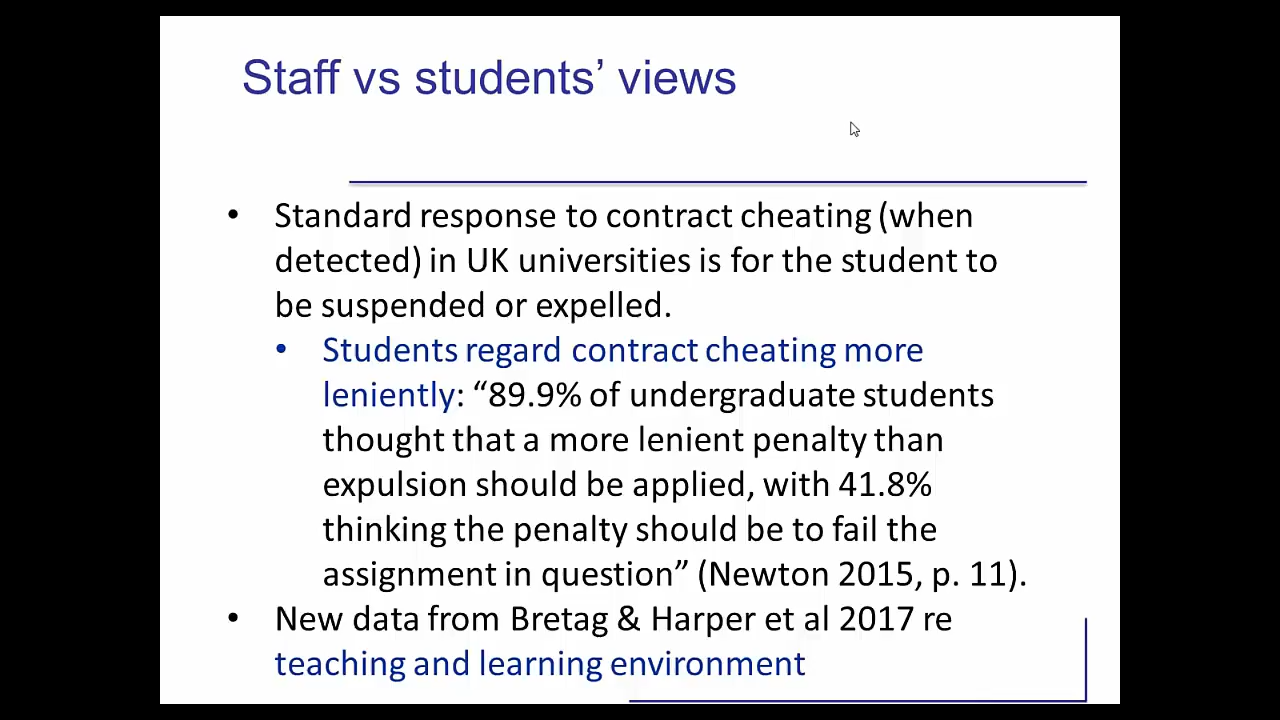 Staff vs students’ views
• Standard response to contract cheating (when
detected) in UK universities is for the student to
be suspended or expelled.
• Students regard contract cheating more
leniently: “89.9% of undergraduate students
thought that a more lenient penalty than
expulsion should be applied, with 41.8%
thinking the penalty should be to fail the
assignment in question” (Newton 2015, p. 11).
• New data from Bretag & Harper et al 2017 re
teaching and learning environment